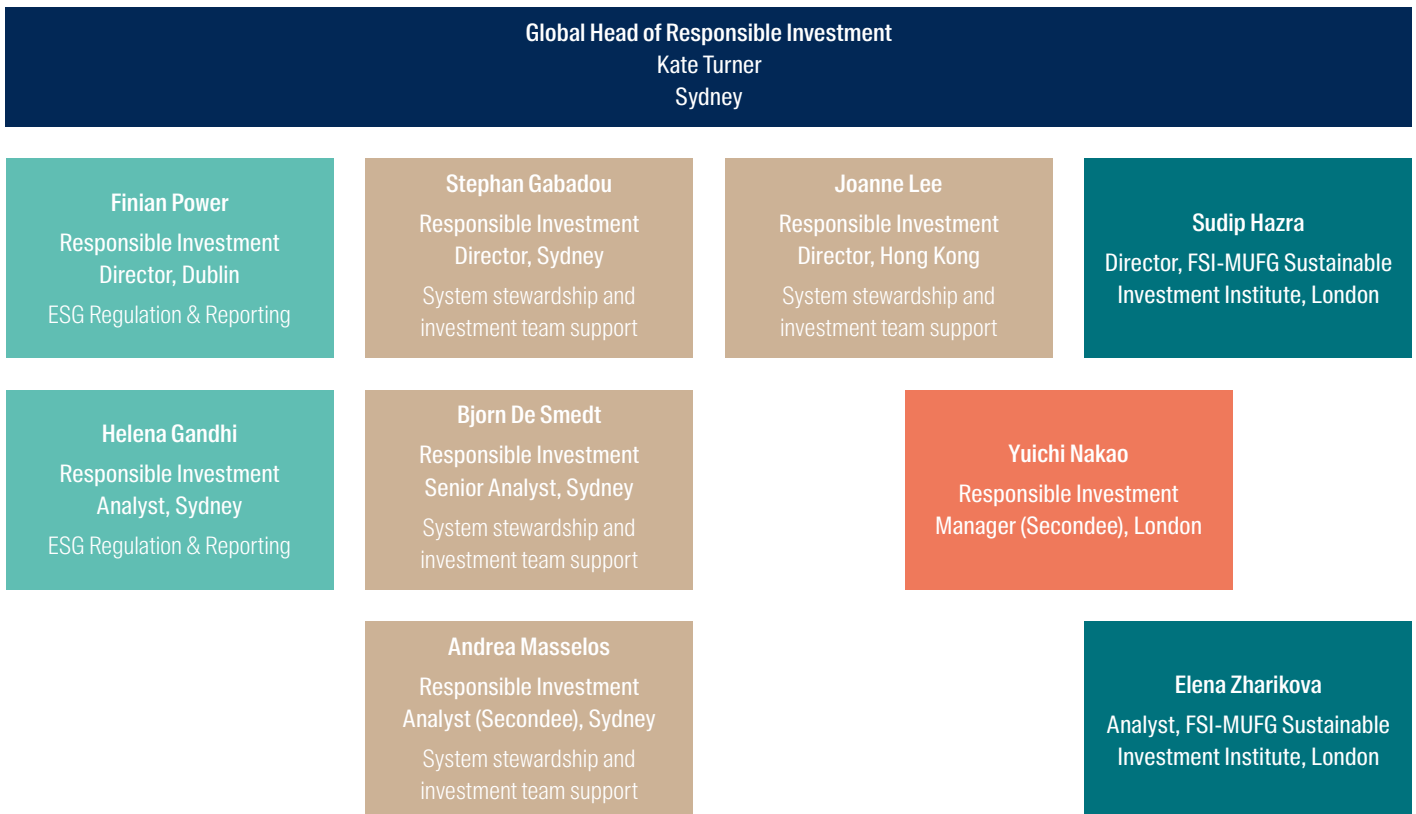 Global Head of Responsible Investment
Kate Turner
Sydney
Finian Power
Responsible Investment
Director, Dublin
ESG Regulation & Reporting
Stephan Gabadou
Responsible Investment
Director, Sydney
System stewardship and
investment team support
Joanne Lee
Responsible Investment
Director, Hong Kong
System stewardship and
investment team support
Sudip Hazra
Director, FSI-MUFG Sustainable
Investment Institute, London
Helena Gandhi
Responsible Investment
Analyst, Sydney
ESG Regulation & Reporting
Bjorn De Smedt
Responsible Investment
Senior Analyst, Sydney
System stewardship and
investment team support
Yuichi Nakao
Responsible Investment
Manager (Secondee), London
Andrea Masselos
Responsible Investment
Analyst (Secondee), Sydney
System stewardship and
investment team support
Elena Zharikova
Analyst, FSI-MUFG Sustainable
Investment Institute, London